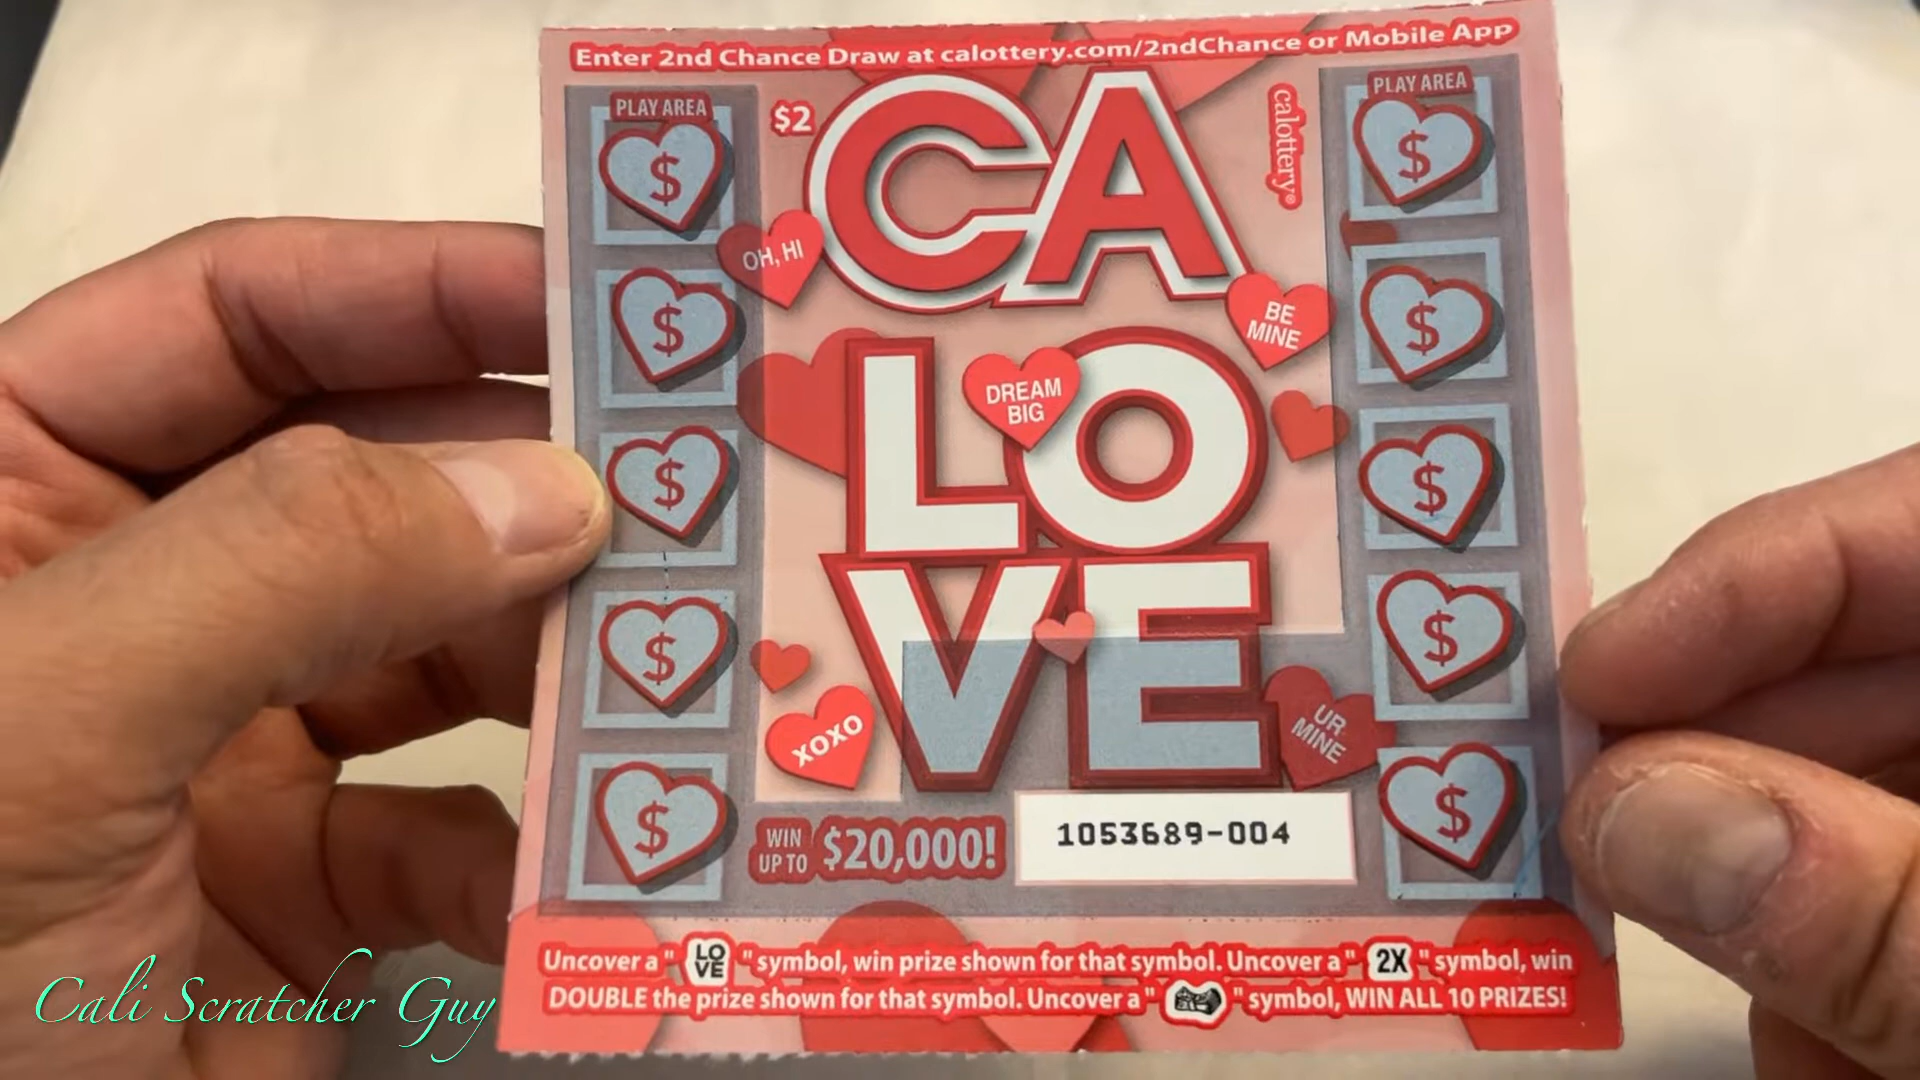 Enter 2nd Chance Draw at calottery.com/2ndChance or Mobile App
PLAY AREA
$2
CA
calottery®
PLAY AREA
$
$
OH, HI
BE
MINE
$
$
LO
DREAM
BIG
$
$
VE
$
$
XOXO
UR
MINE
$
$
WIN
UP TO
$20,000!
1053689-004
Uncover a " LO
VE " symbol, win prize shown for that symbol. Uncover a " 2X " symbol, win
DOUBLE the prize shown for that symbol. Uncover a " " symbol, WIN ALL 10 PRIZES!
Cali Scratcher Guy